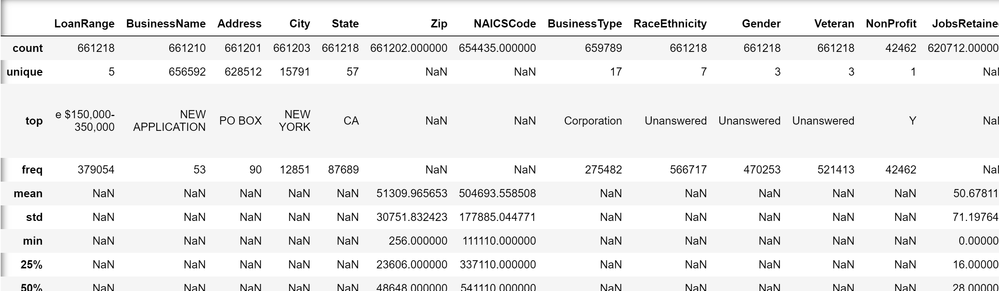 LoanRange BusinessName Address City State Zip NAICSCode BusinessType RaceEthnicity Gender Veteran NonProfit
count 661218 661210 661201 661203 661218 661202.000000 654435.000000 659789 661218 661218 661218 42462 620712.00000
unique 5 656592 628512 15791 57 NaN NaN 17 7 3 3 1
top e $150,000-350,000 NEW APPLICATION PO BOX NEW YORK CA NaN NaN Corporation Unanswered Unanswered Unanswered Y
freq 379054 53 90 12851 87689 NaN NaN 275482 566717 470253 521413 42462
mean NaN NaN NaN NaN NaN 51309.965653 504693.558508 NaN NaN NaN NaN NaN 50.67811
std NaN NaN NaN NaN NaN 30751.832423 177885.044771 NaN NaN NaN NaN NaN 71.19764
min NaN NaN NaN NaN NaN 256.000000 111110.000000 NaN NaN NaN NaN NaN 0.00000
25% NaN NaN NaN NaN NaN 23606.000000 337110.000000 NaN NaN NaN NaN NaN 16.00000
50% NaN NaN NaN NaN NaN 48648.000000 541110.000000 NaN NaN NaN NaN NaN 28.00000